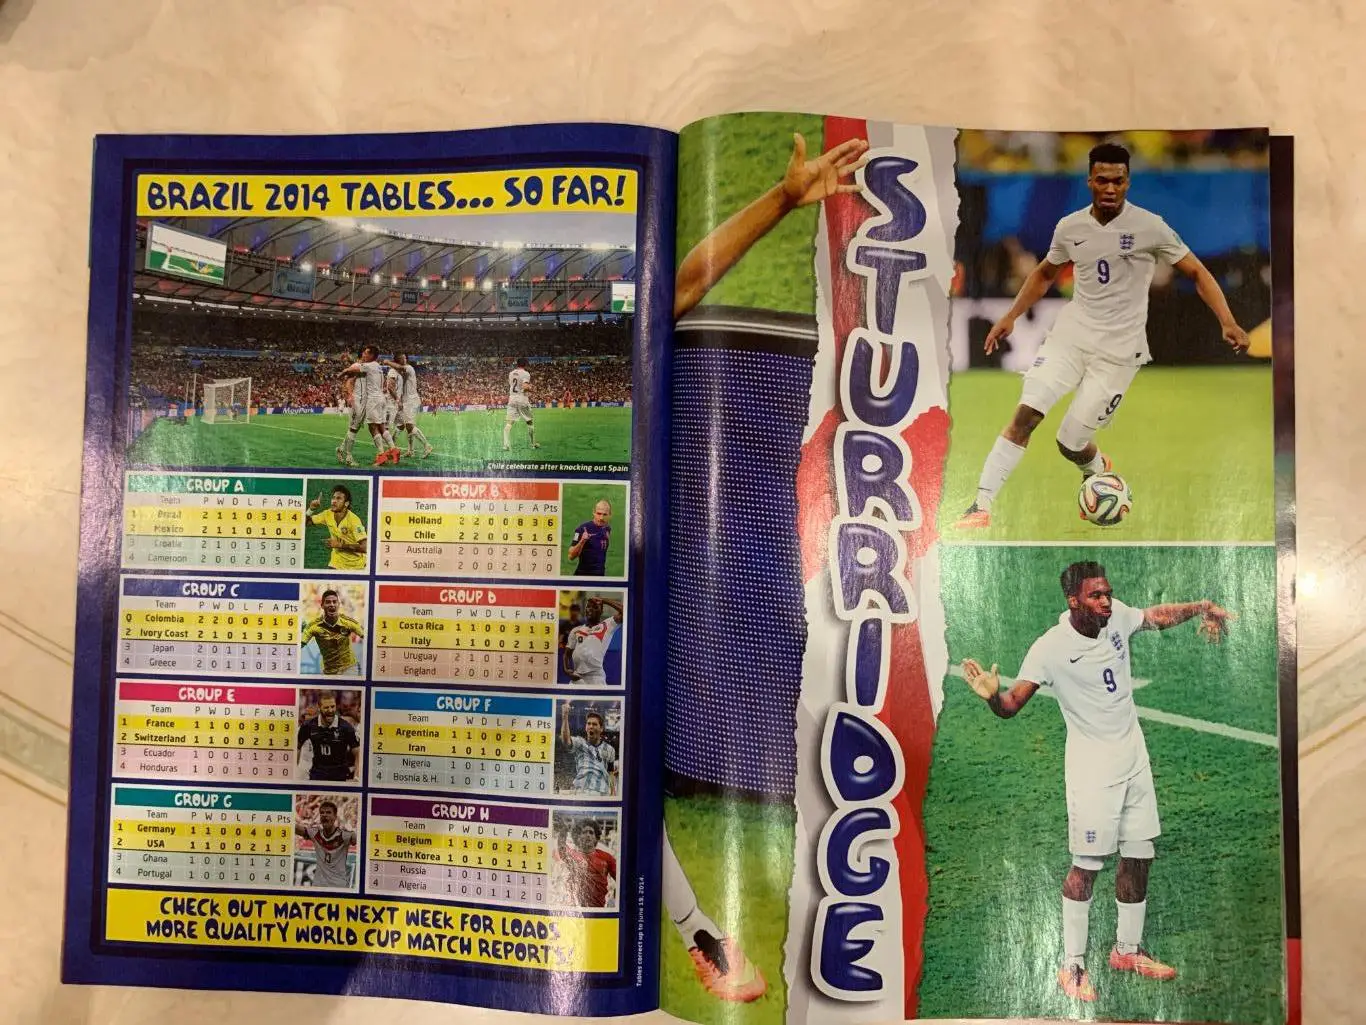 BRAZIL 2014 TABLES... SO FAR!
MoyPark
2
Chile celebrate after knocking out Spain
GROUP A
Team P W D L F A Pts
1 Brazil 2 1 1 0 3 1 4
2 Mexico 2 1 1 0 1 0 4
3 Croatia 2 1 0 1 5 3 3
4 Cameroon 2 0 0 2 0 5 0
GROUP B
Team P W D L F A Pts
Q Holland 2 2 0 0 8 3 6
Q Chile 2 2 0 0 5 1 6
3 Australia 2 0 0 2 3 6 0
4 Spain 2 0 0 2 1 7 0
GROUP C
Team P W D L F A Pts
Q Colombia 2 2 0 0 5 1 6
2 Ivory Coast 2 1 0 1 3 3 3
3 Japan 2 0 1 1 1 2 1
4 Greece 2 0 1 1 0 3 1
GROUP D
Team P W D L F A Pts
1 Costa Rica 1 1 0 0 3 1 3
2 Italy 1 1 0 0 2 1 3
3 Uruguay 2 1 0 1 3 4 3
4 England 2 0 0 2 2 4 0
GROUP E
Team P W D L F A Pts
1 France 1 1 0 0 3 0 3
2 Switzerland 1 1 0 0 2 1 3
3 Ecuador 1 0 0 1 1 2 0
4 Honduras 1 0 0 1 0 3 0
10
GROUP F
Team P W D L F A Pts
1 Argentina 1 1 0 0 2 1 3
2 Iran 1 0 1 0 0 0 1
3 Nigeria 1 0 1 0 0 0 1
4 Bosnia & H. 1 0 0 1 1 2 0
GROUP G
Team P W D L F A Pts
1 Germany 1 1 0 0 4 0 3
2 USA 1 1 0 0 2 1 3
3 Ghana 1 0 0 1 1 2 0
4 Portugal 1 0 0 1 0 4 0
13
GROUP H
Team P W D L F A Pts
1 Belgium 1 1 0 0 2 1 3
2 South Korea 1 0 1 0 1 1 1
3 Russia 1 0 1 0 1 1 1
4 Algeria 1 0 0 1 1 2 0
CHECK OUT MATCH NEXT WEEK FOR LOADS
MORE QUALITY WORLD CUP MATCH REPORTS!
Tables correct up to June 19, 2014.
STURRIDGE
9
9
9